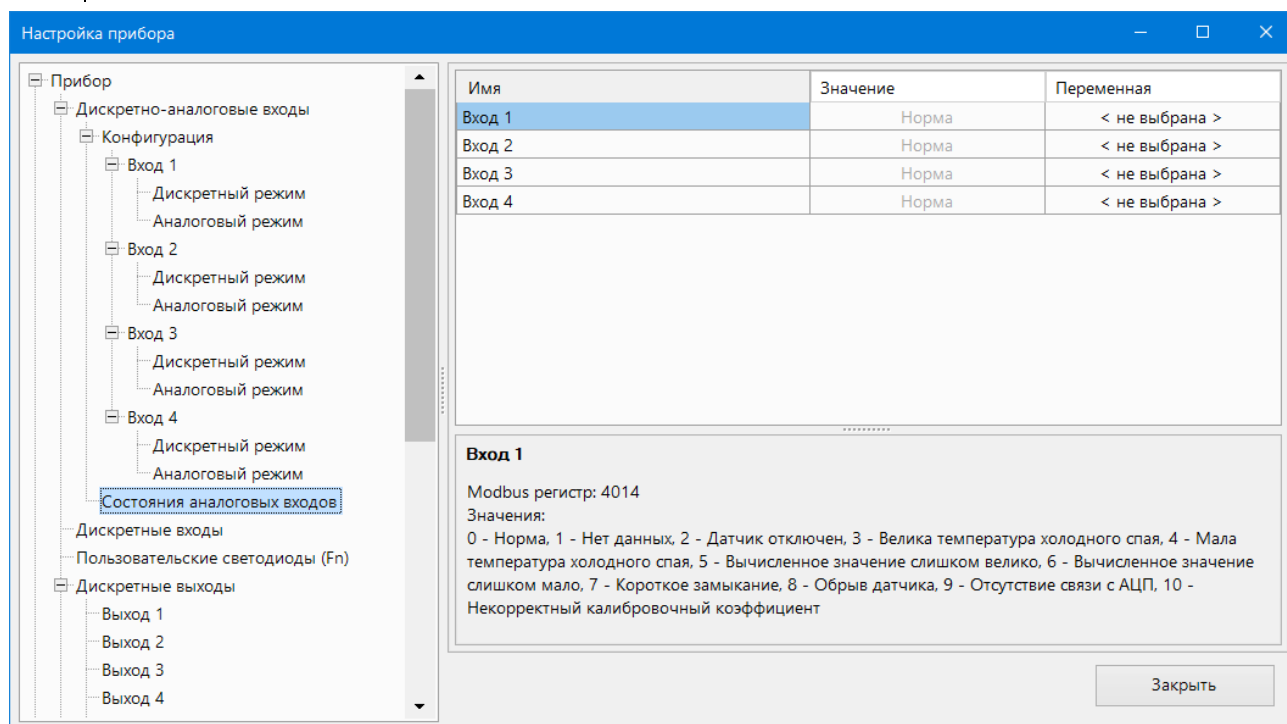 Настройка прибора
Прибор
Дискретно-аналоговые входы
Конфигурация
Вход 1
Дискретный режим
Аналоговый режим
Вход 2
Дискретный режим
Аналоговый режим
Вход 3
Дискретный режим
Аналоговый режим
Вход 4
Дискретный режим
Аналоговый режим
Состояния аналоговых входов
Дискретные входы
Пользовательские светодиоды (Fn)
Дискретные выходы
Выход 1
Выход 2
Выход 3
Выход 4
Имя Значение Переменная
Вход 1 Норма < не выбрана >
Вход 2 Норма < не выбрана >
Вход 3 Норма < не выбрана >
Вход 4 Норма < не выбрана >
Вход 1
Modbus регистр: 4014
Значения:
0 - Норма, 1 - Нет данных, 2 - Датчик отключен, 3 - Велика температура холодного спая, 4 - Мала
температура холодного спая, 5 - Вычисленное значение слишком велико, 6 - Вычисленное значение
слишком мало, 7 - Короткое замыкание, 8 - Обрыв датчика, 9 - Отсутствие связи с АЦП, 10 -
Некорректный калибровочный коэффициент
Закрыть